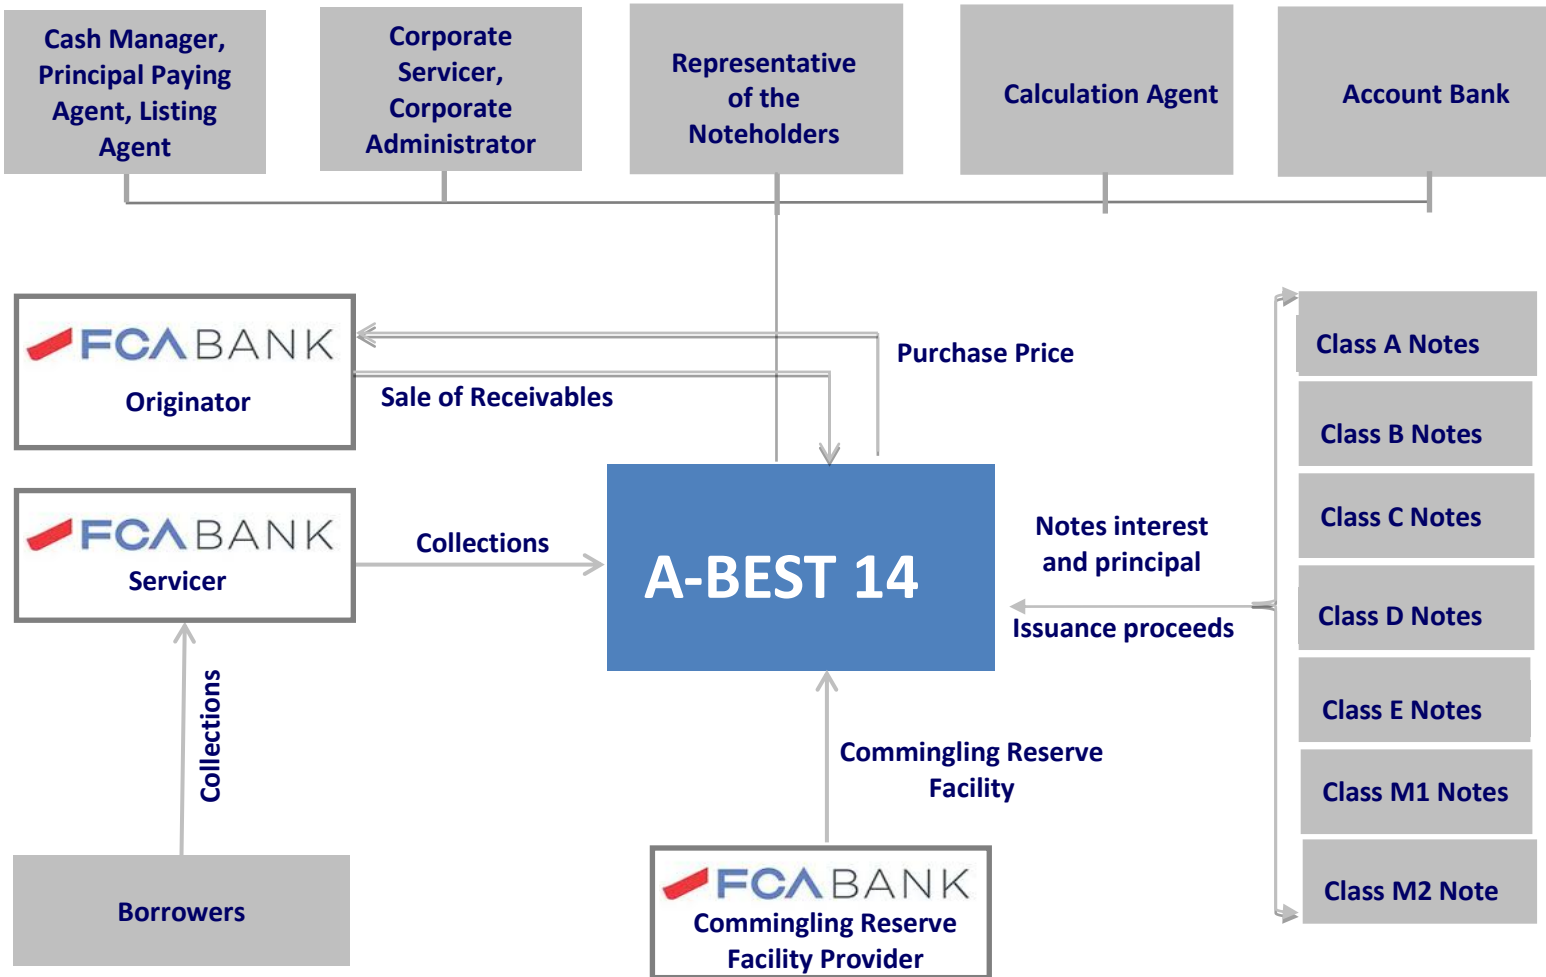 Cash Manager,
Principal Paying
Agent, Listing
Agent
Corporate
Servicer,
Corporate
Administrator
Representative
of the
Noteholders
Calculation Agent
Account Bank
FCA BANK
Originator
Purchase Price
Sale of Receivables
FCA BANK
Servicer
Collections
A-BEST 14
Notes interest
and principal
Issuance proceeds
Class A Notes
Class B Notes
Class C Notes
Class D Notes
Class E Notes
Class M1 Notes
Class M2 Note
Collections
Borrowers
Commingling Reserve
Facility
FCA BANK
Commingling Reserve
Facility Provider